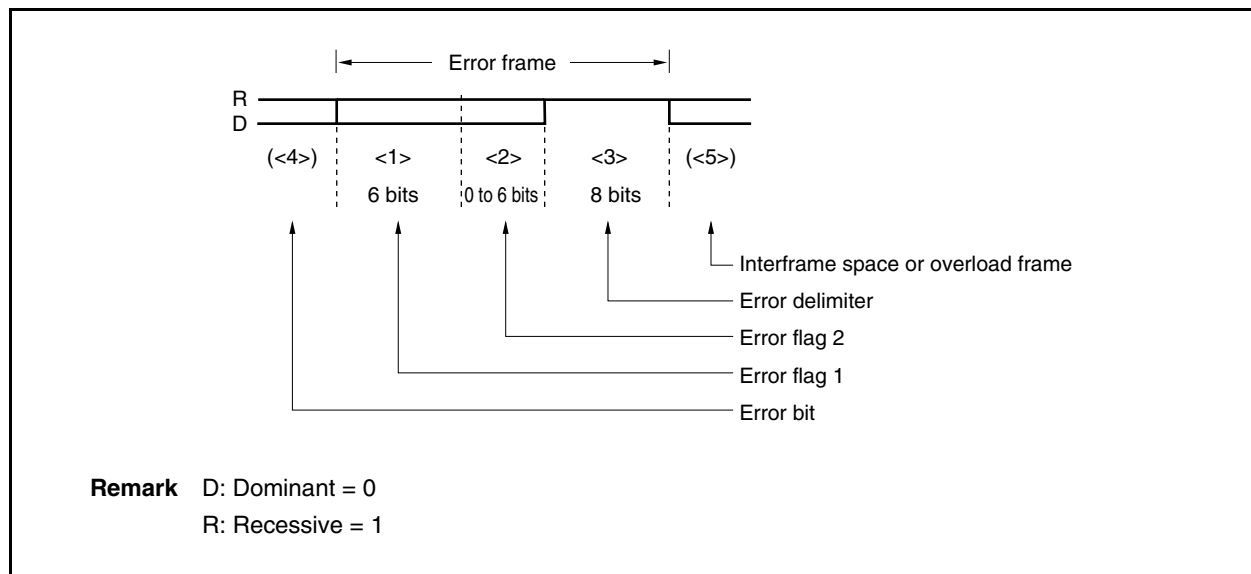 Error frame
R
D
(<4>) <1> <2> <3> (<5>)
6 bits 0 to 6 bits 8 bits
Interframe space or overload frame
Error delimiter
Error flag 2
Error flag 1
Error bit
Remark D: Dominant = 0
R: Recessive = 1